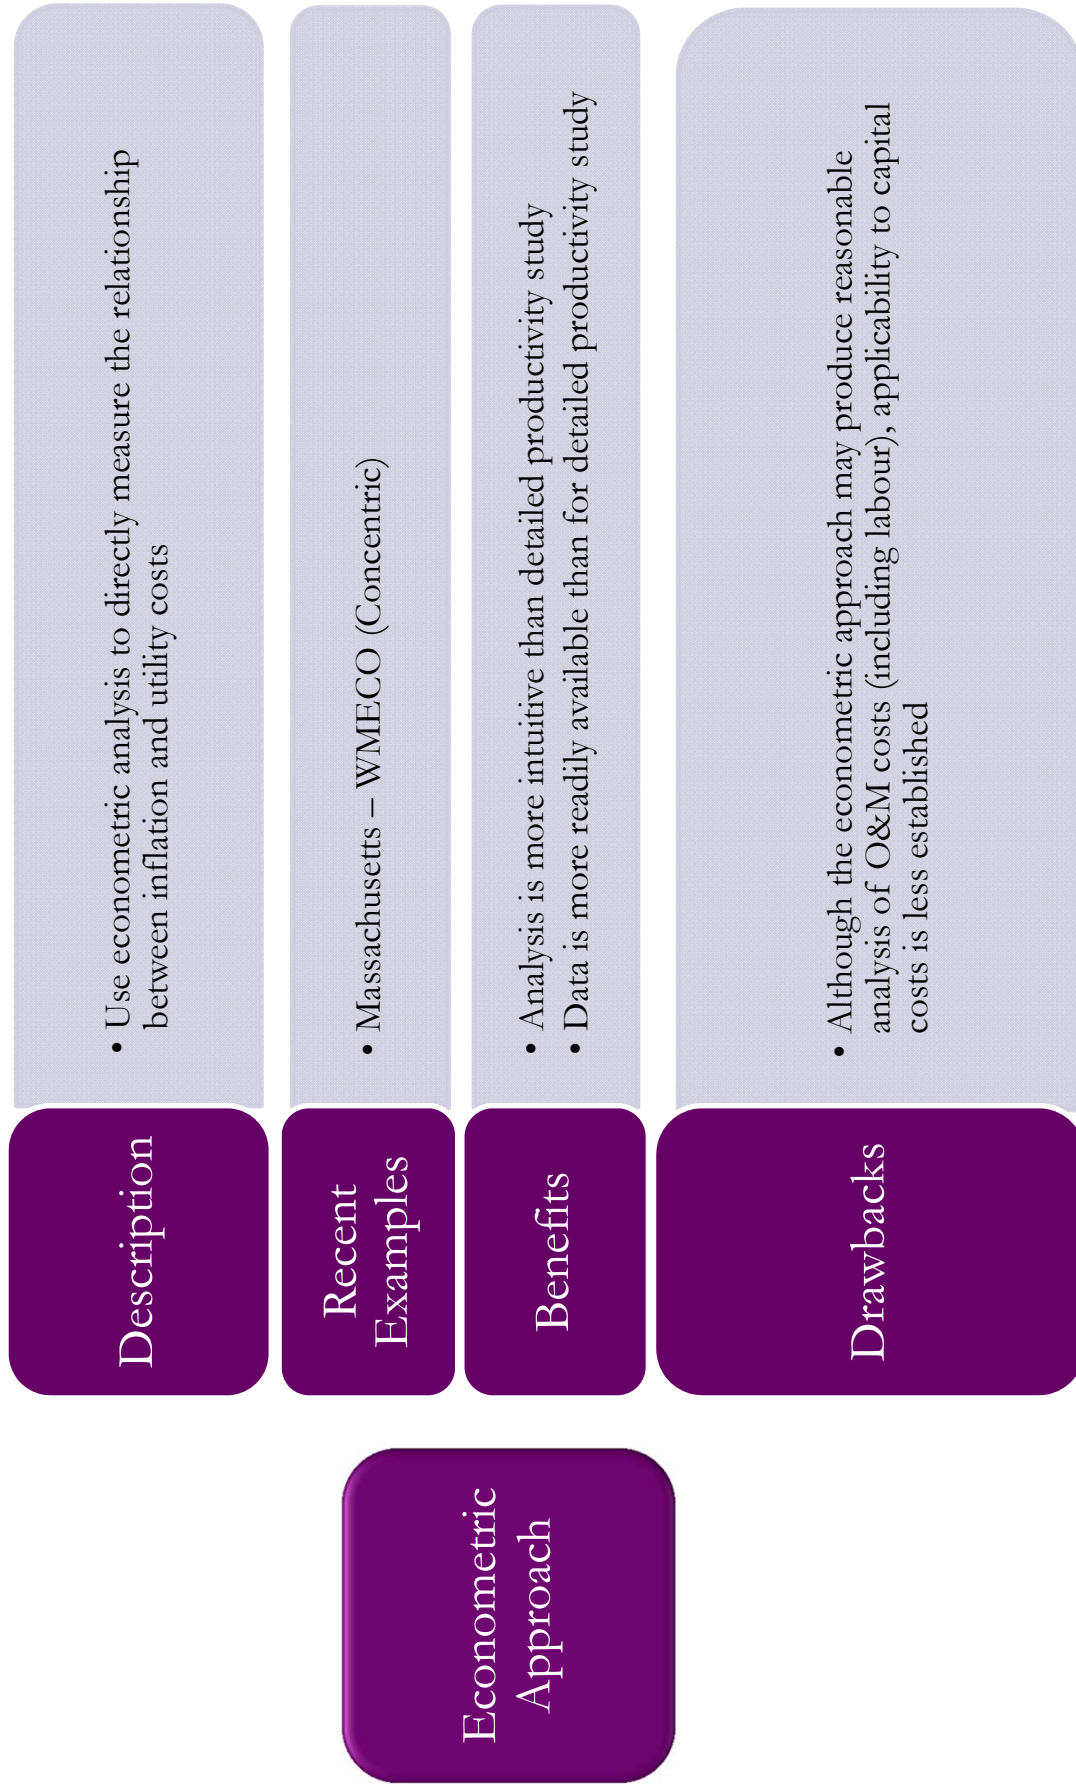 Econometric
Approach
Description
• Use econometric analysis to directly measure the relationship
between inflation and utility costs
Recent
Examples
• Massachusetts – WMECO (Concentric)
Benefits
• Analysis is more intuitive than detailed productivity study
• Data is more readily available than for detailed productivity study
Drawbacks
• Although the econometric approach may produce reasonable
analysis of O&M costs (including labour), applicability to capital
costs is less established